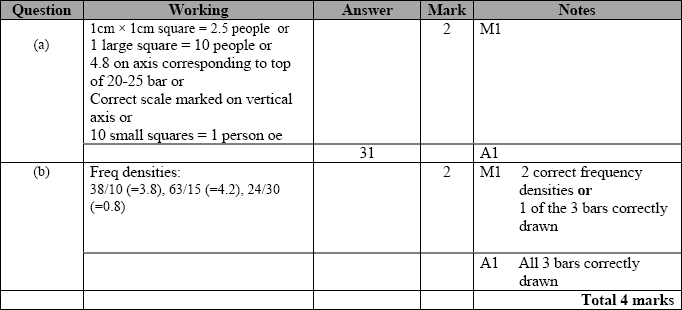 Question Working Answer Mark Notes
(a) 1cm × 1cm square = 2.5 people or 2 M1
1 large square = 10 people or
4.8 on axis corresponding to top
of 20-25 bar or
Correct scale marked on vertical
axis or
10 small squares = 1 person oe
31 A1
(b) Freq densities: 2 M1 2 correct frequency
38/10 (=3.8), 63/15 (=4.2), 24/30 densities or
(=0.8) 1 of the 3 bars correctly
drawn
A1 All 3 bars correctly
drawn
Total 4 marks